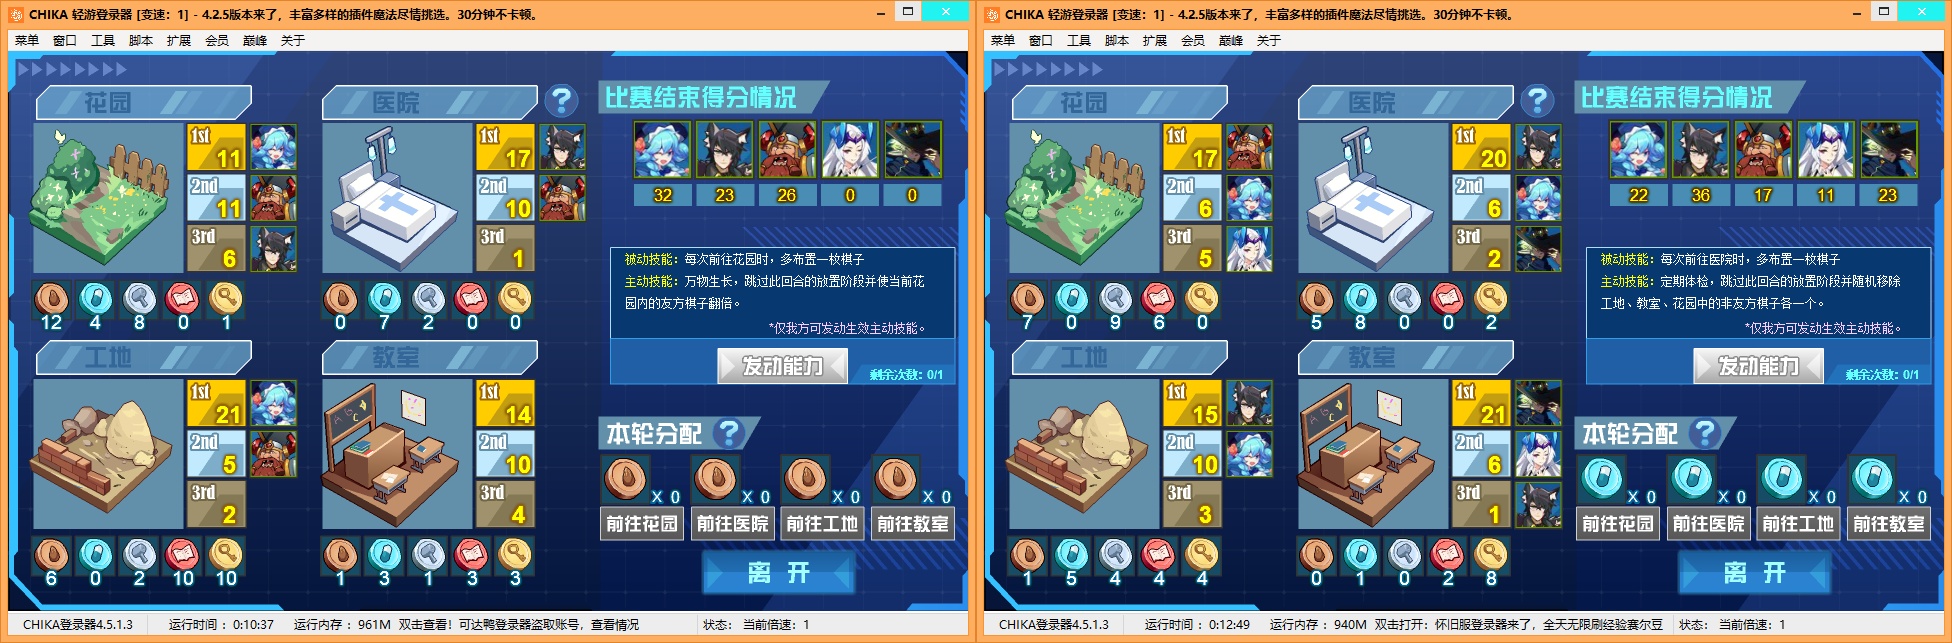 CHIKA 轻游登录器 [变速：1] - 4.2.5版本来了，丰富多样的插件魔法尽情挑选。30分钟不卡顿。
菜单 窗口 工具 脚本 扩展 会员 巅峰 关于
花园
1st
11
2nd
11
3rd
6
12 4 8 0 1
医院
?
1st
17
2nd
10
3rd
1
0 7 2 0 0
工地
1st
21
2nd
5
3rd
2
6 0 2 10 10
教室
1st
14
2nd
10
3rd
4
1 3 1 3 3
比赛结束得分情况
32 23 26 0 0
被动技能：每次前往花园时，多布置一枚棋子
主动技能：万物生长，跳过此回合的放置阶段并使当前花
园内的友方棋子翻倍。
*仅我方可发动生效主动技能。
发动能力
剩余次数：0/1
本轮分配 ?
X 0 X 0 X 0 X 0
前往花园 前往医院 前往工地 前往教室
离 开
CHIKA登录器4.5.1.3 运行时间：0:10:37 运行内存：961M 双击查看！可达鸭登录器盗取账号，查看情况 状态： 当前倍速：1
CHIKA 轻游登录器 [变速：1] - 4.2.5版本来了，丰富多样的插件魔法尽情挑选。30分钟不卡顿。
菜单 窗口 工具 脚本 扩展 会员 巅峰 关于
花园
1st
17
2nd
6
3rd
5
7 0 9 6 0
医院
?
1st
20
2nd
6
3rd
2
5 8 0 0 2
工地
1st
15
2nd
10
3rd
3
1 5 4 4 4
教室
1st
21
2nd
6
3rd
1
0 1 0 2 8
比赛结束得分情况
22 36 17 11 23
被动技能：每次前往医院时，多布置一枚棋子
主动技能：定期体检，跳过此回合的放置阶段并随机移除
工地、教室、花园中的非友方棋子各一个。
*仅我方可发动生效主动技能。
发动能力
剩余次数：0/1
本轮分配 ?
X 0 X 0 X 0 X 0
前往花园 前往医院 前往工地 前往教室
离 开
CHIKA登录器4.5.1.3 运行时间：0:12:49 运行内存：940M 双击打开：怀旧服登录器来了，全天无限刷经验赛尔豆 状态： 当前倍速：1